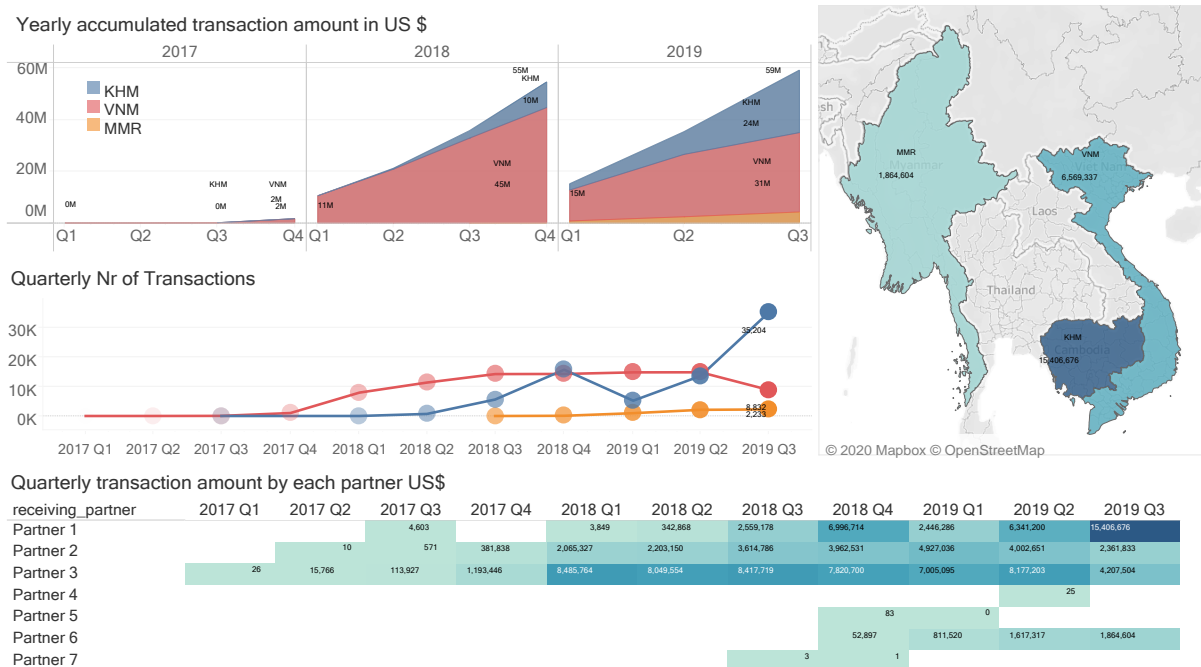 Yearly accumulated transaction amount in US $
2017 2018 2019
60M
40M
20M
0M
KHM
VNM
MMR
0M
KHM
0M
VNM
2M
2M
11M
55M
KHM
10M
VNM
45M
15M
59M
KHM
24M
VNM
31M
Q1 Q2 Q3 Q4 Q1 Q2 Q3 Q4 Q1 Q2 Q3
Quarterly Nr of Transactions
30K
20K
10K
0K
35,204
8,832
2,233
2017 Q1 2017 Q2 2017 Q3 2017 Q4 2018 Q1 2018 Q2 2018 Q3 2018 Q4 2019 Q1 2019 Q2 2019 Q3
esh
MMR
Myanmar
1,864,604
VNM
Viet Nam
6,569,337
Laos
Thailand
KHM
Cambodia
15,406,676
© 2020 Mapbox © OpenStreetMap
Quarterly transaction amount by each partner US$
receiving_partner 2017 Q1 2017 Q2 2017 Q3 2017 Q4 2018 Q1 2018 Q2 2018 Q3 2018 Q4 2019 Q1 2019 Q2 2019 Q3
Partner 1 4,603 3,849 342,868 2,559,178 6,996,714 2,446,286 6,341,200 15,406,676
Partner 2 10 571 381,838 2,065,327 2,203,150 3,614,786 3,962,531 4,927,036 4,002,651 2,361,833
Partner 3 26 15,766 113,927 1,193,446 8,485,764 8,049,554 8,417,719 7,820,700 7,005,095 8,177,203 4,207,504
Partner 4 25
Partner 5 83 0
Partner 6 52,897 811,520 1,617,317 1,864,604
Partner 7 3 1